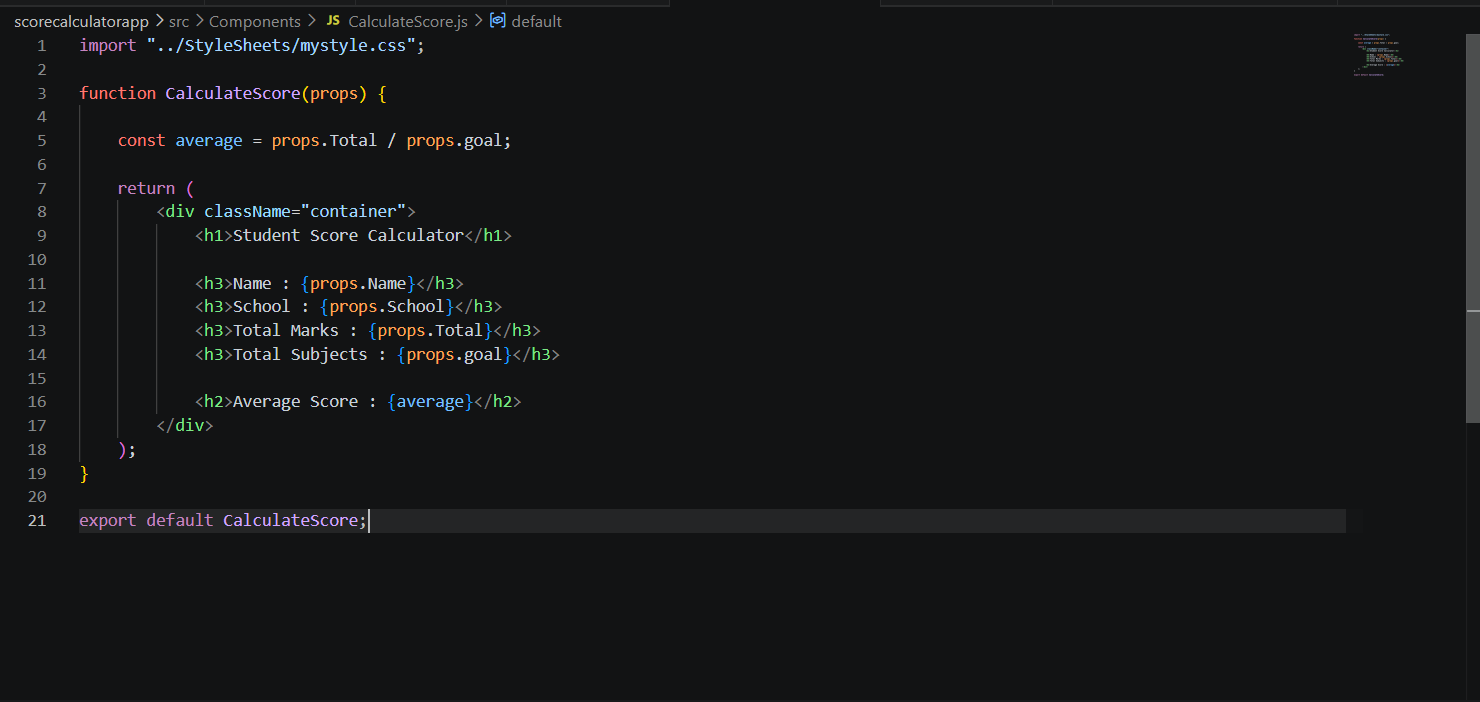 scorecalculatorapp > src > Components > JS CalculateScore.js > default
1 import "../StyleSheets/mystyle.css";
2
3 function CalculateScore(props) {
4
5     const average = props.Total / props.goal;
6
7     return (
8         <div className="container">
9             <h1>Student Score Calculator</h1>
10
11             <h3>Name : {props.Name}</h3>
12             <h3>School : {props.School}</h3>
13             <h3>Total Marks : {props.Total}</h3>
14             <h3>Total Subjects : {props.goal}</h3>
15
16             <h2>Average Score : {average}</h2>
17         </div>
18     );
19 }
20
21 export default CalculateScore;